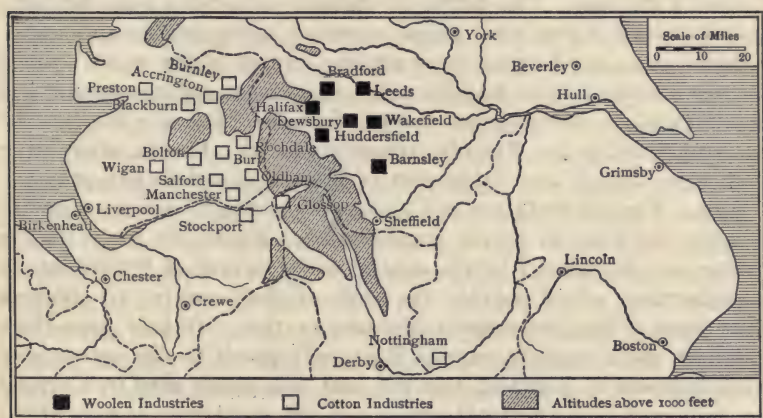 York
Scale of Miles
0 10 20
Burnley
Accrington
Preston
Blackburn
Bradford
Leeds
Beverley
Hull
Halifax
Dewsbury
Wakefield
Huddersfield
Rochdale
Bolton
Bur
Wigan
Oldham
Barnsley
Salford
Manchester
Grimsby
Liverpool
Birkenhead
Glossop
Stockport
Sheffield
Chester
Lincoln
Crewe
Nottingham
Derby
Boston
Woolen Industries
Cotton Industries
Altitudes above 1000 feet